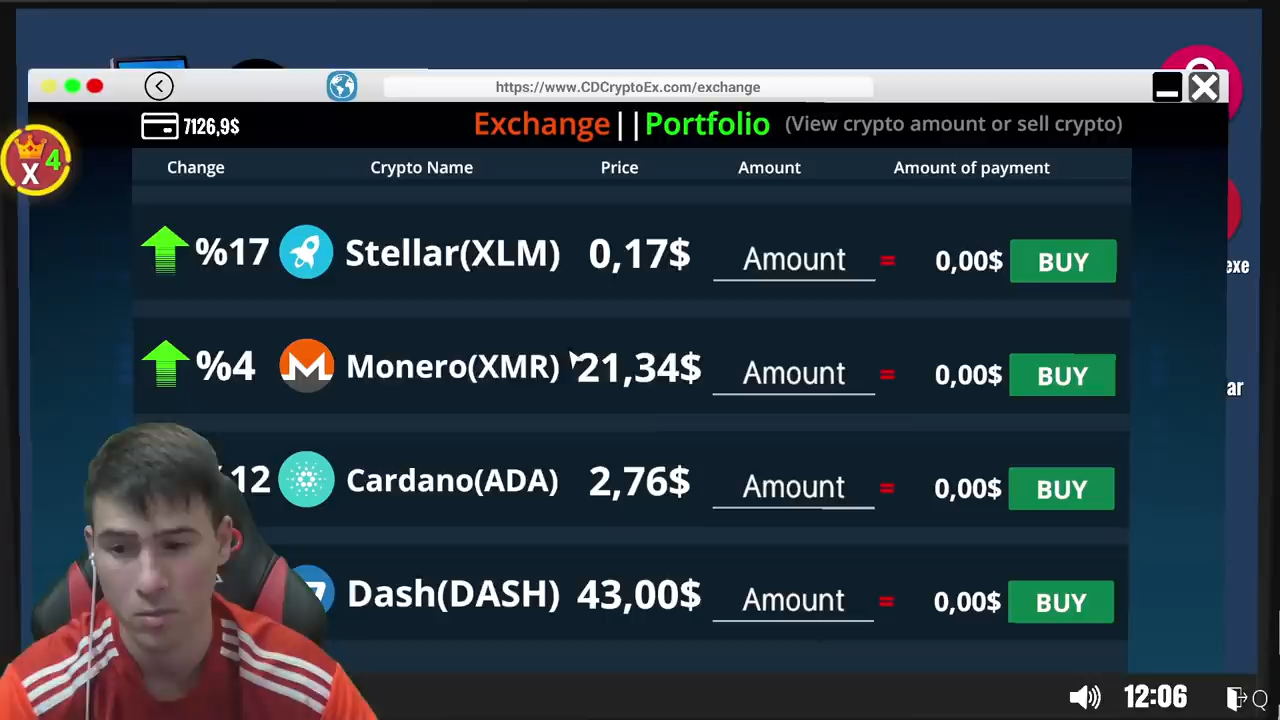 https://www.CDCryptoEx.com/exchange
7126,9$ Exchange||Portfolio (View crypto amount or sell crypto)
X 4
Change Crypto Name Price Amount Amount of payment
%17 Stellar(XLM) 0,17$ Amount = 0,00$ BUY
exe
%4 Monero(XMR) 21,34$ Amount = 0,00$ BUY
ar
12 Cardano(ADA) 2,76$ Amount = 0,00$ BUY
Dash(DASH) 43,00$ Amount = 0,00$ BUY
12:06 Q